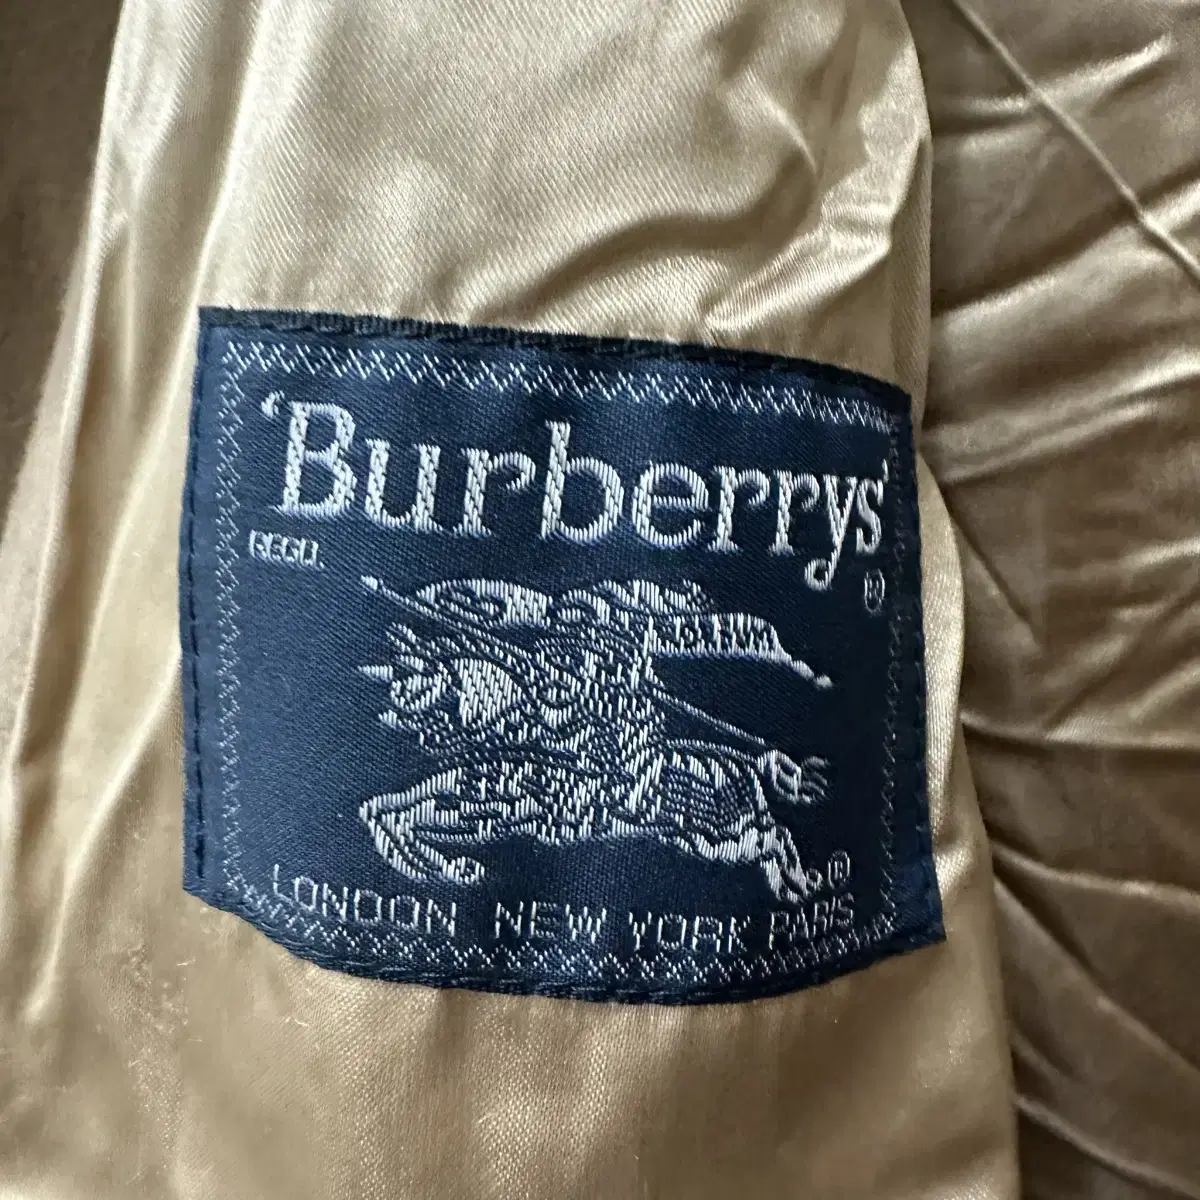 'Burberrys'
REGD.
®
®
LONDON NEW YORK PARIS